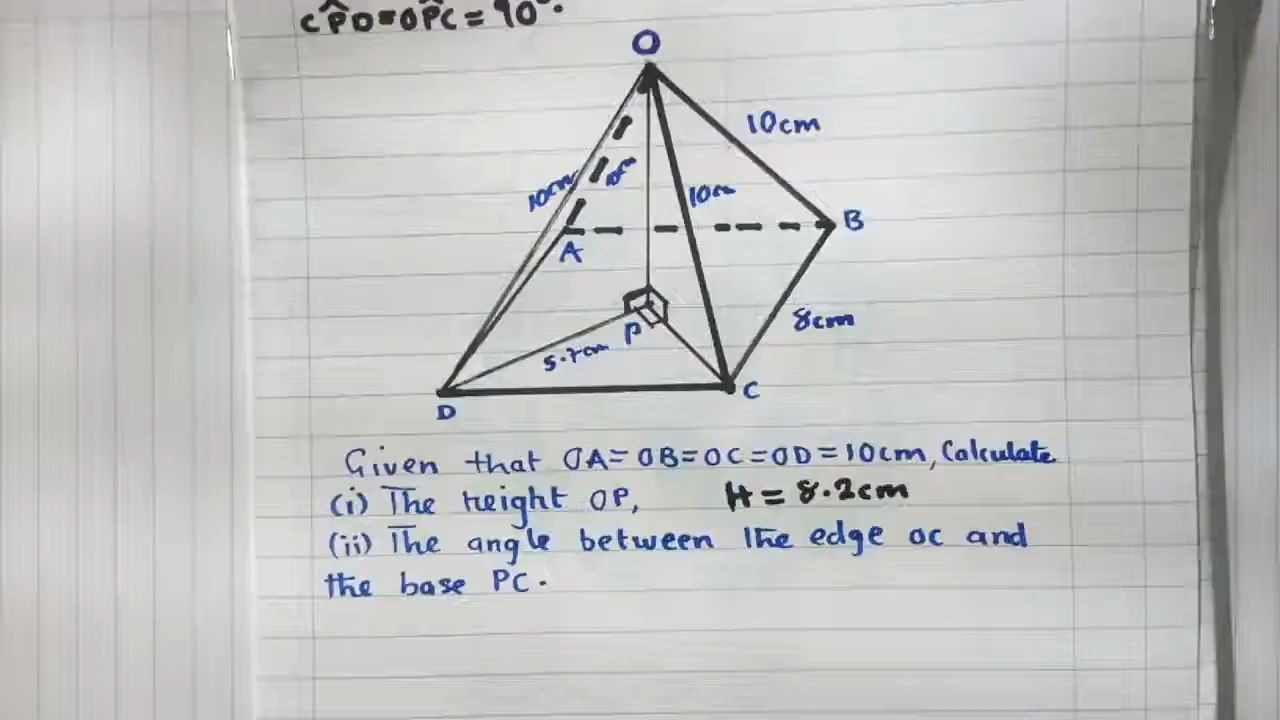 CP̂D=OP̂C=90°.
O
10cm
10cm
10cm
10cm
B
A
8cm
P
5.7cm
C
D
Given that OA=OB=OC=OD=10cm, Calculate
(i) The height OP, H = 8.2cm
(ii) The angle between the edge oc and
the base PC.